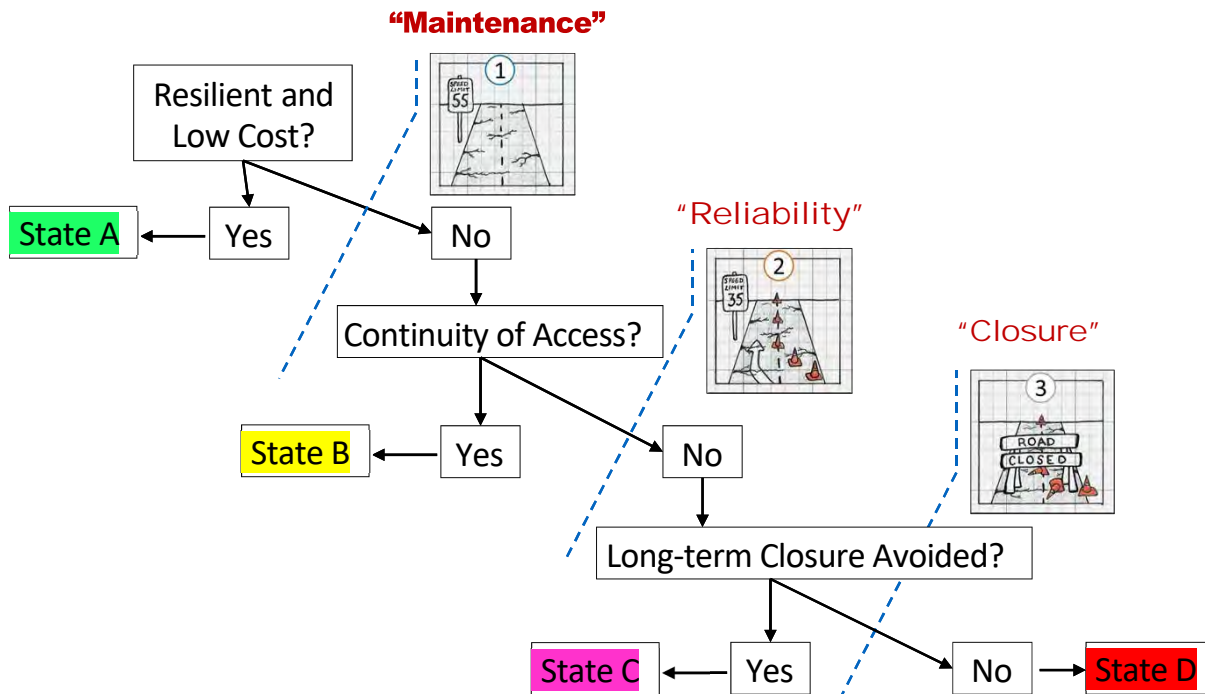 “Maintenance”
1
SPEED
LIMIT
55
Resilient and
Low Cost?
State A
Yes
No
“Reliability”
2
SPEED
LIMIT
35
Continuity of Access?
“Closure”
3
ROAD
CLOSED
State B
Yes
No
Long-term Closure Avoided?
State C
Yes
No
State D